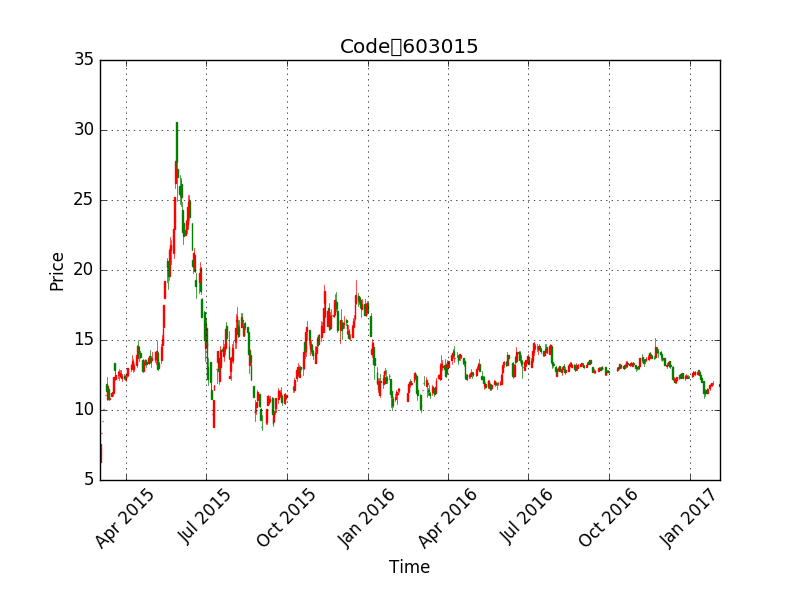 Code▯603015
35
30
25
20
15
10
5
Price
Apr 2015
Jul 2015
Oct 2015
Jan 2016
Apr 2016
Jul 2016
Oct 2016
Jan 2017
Time